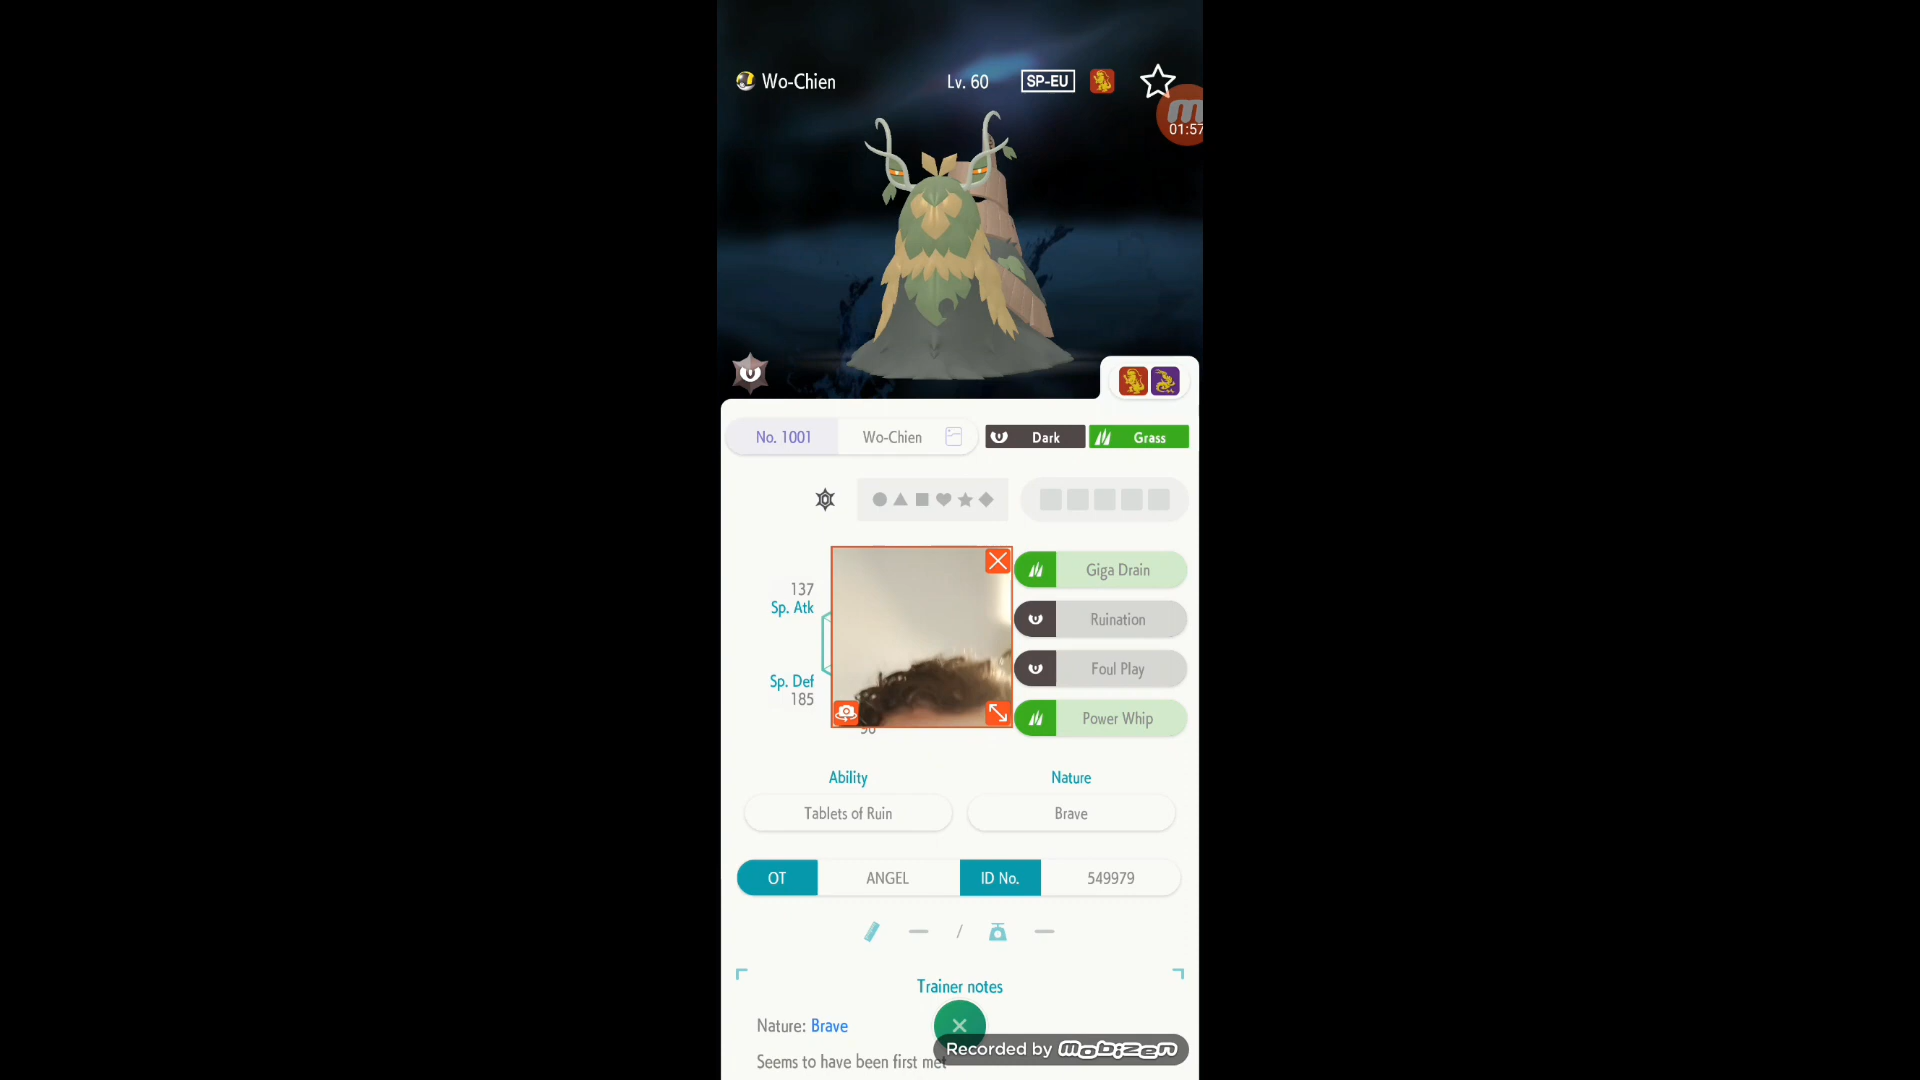 Wo-Chien Lv. 60 SP-EU
01:57
No. 1001 Wo-Chien Dark Grass
137
Sp. Atk
Sp. Def
185
90
Giga Drain
Ruination
Foul Play
Power Whip
Ability Nature
Tablets of Ruin Brave
OT ANGEL ID No. 549979
— / —
Trainer notes
Nature: Brave
Recorded by mobizen
Seems to have been first met